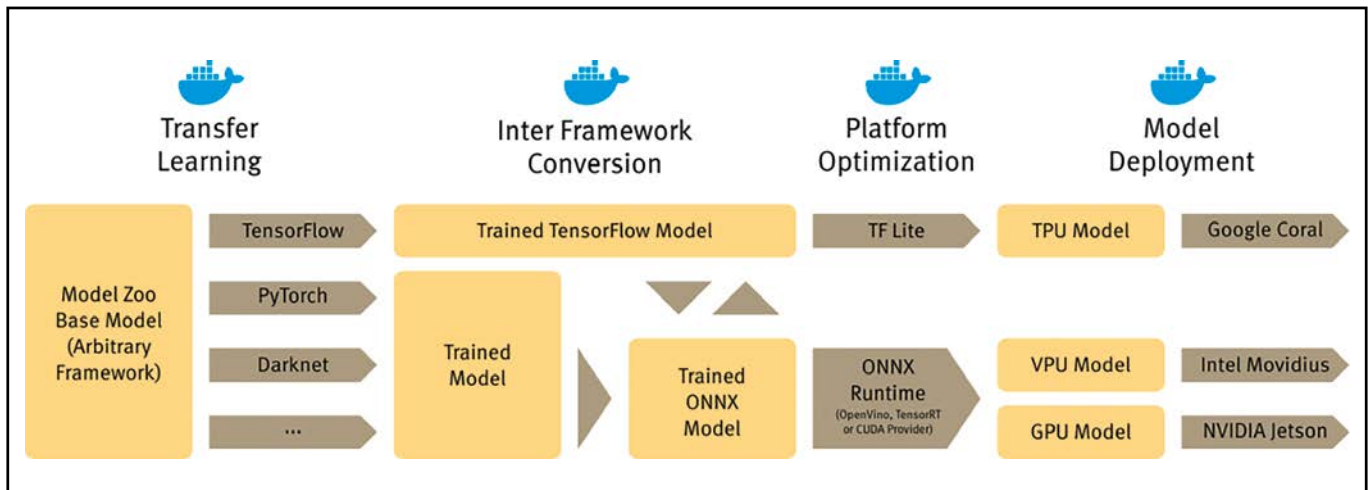 Transfer
Learning
Inter Framework
Conversion
Platform
Optimization
Model
Deployment
Model Zoo
Base Model
(Arbitrary
Framework)
TensorFlow
PyTorch
Darknet
...
Trained TensorFlow Model
Trained
Model
Trained
ONNX
Model
TF Lite
ONNX
Runtime
(OpenVino, TensorRT
or CUDA Provider)
TPU Model
Google Coral
VPU Model
Intel Movidius
GPU Model
NVIDIA Jetson